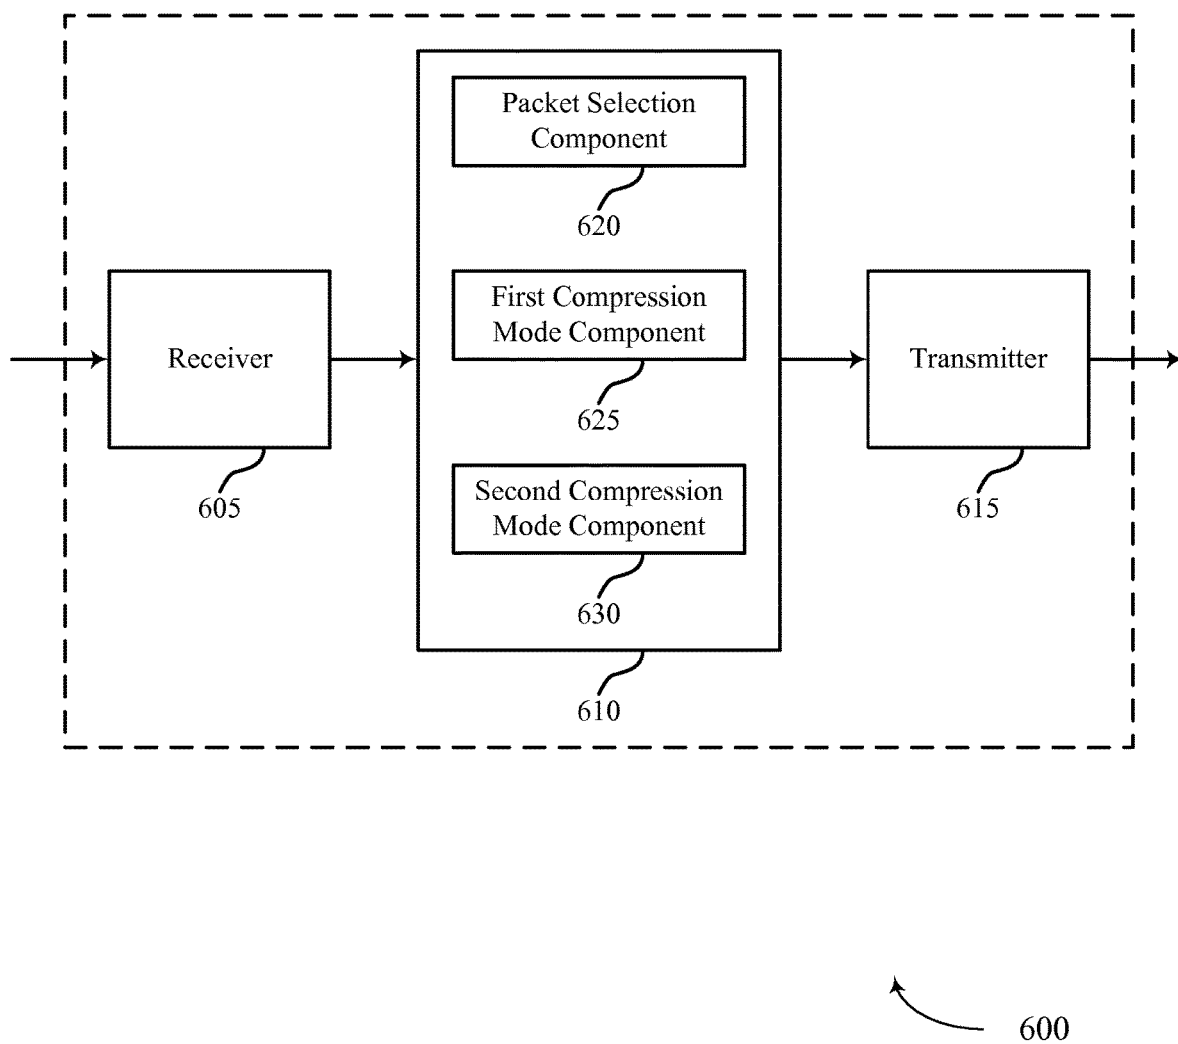 Packet Selection
Component
620
First Compression
Mode Component
625
Second Compression
Mode Component
630
610
Receiver
605
Transmitter
615
600